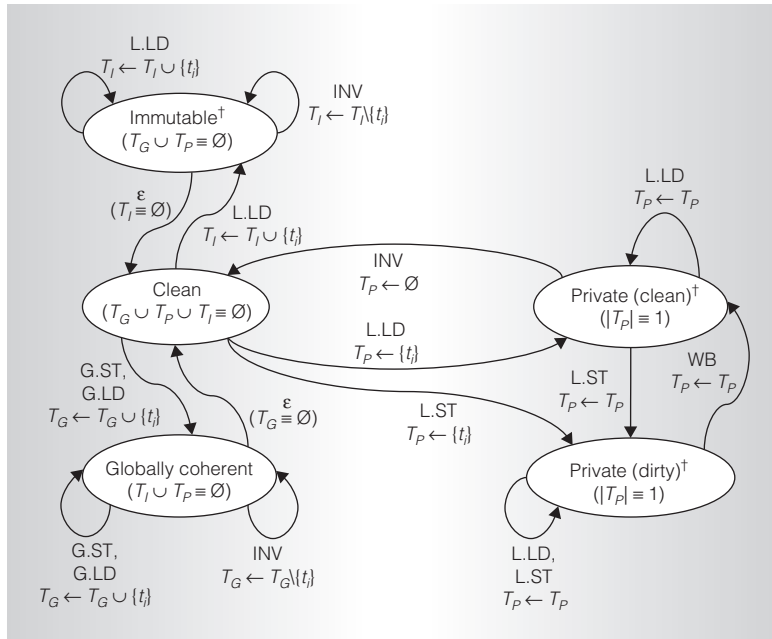 L.LD
T_I ← T_I ∪ {t_i}
INV
T_I ← T_I\{t_i}
Immutable†
(T_G ∪ T_P ≡ Ø)
ε
(T_I ≡ Ø)
L.LD
T_I ← T_I ∪ {t_i}
L.LD
T_P ← T_P
INV
T_P ← Ø
Clean
(T_G ∪ T_P ∪ T_I ≡ Ø)
Private (clean)†
(|T_P| ≡ 1)
L.LD
T_P ← {t_i}
G.ST,
G.LD
T_G ← T_G ∪ {t_i}
ε
(T_G ≡ Ø)
L.ST
T_P ← {t_i}
L.ST
T_P ← T_P
WB
T_P ← T_P
Globally coherent
(T_I ∪ T_P ≡ Ø)
Private (dirty)†
(|T_P| ≡ 1)
G.ST,
G.LD
T_G ← T_G ∪ {t_i}
INV
T_G ← T_G\{t_i}
L.LD,
L.ST
T_P ← T_P